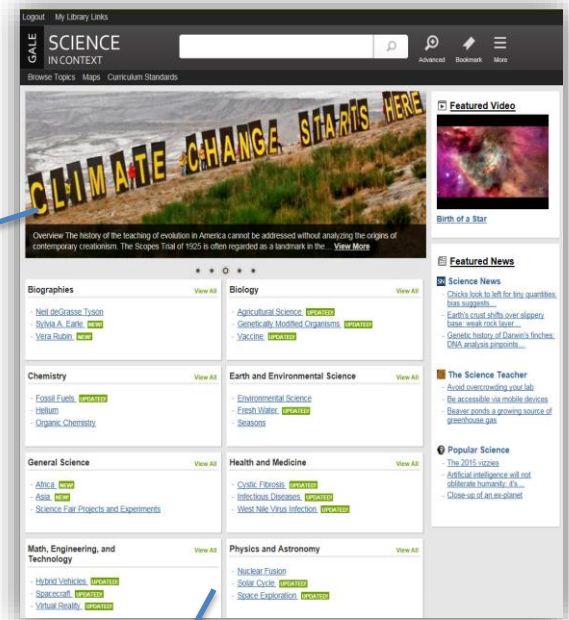 Logout My Library Links
GALE
SCIENCE
IN CONTEXT
Advanced Bookmark More
Browse Topics Maps Curriculum Standards
CLIMATE CHANGE STARTS HERE
Overview The history of the teaching of evolution in America cannot be addressed without analyzing the origins of
contemporary creationism. The Scopes Trial of 1925 is often regarded as a landmark in the... View More
Biographies View All
- Neil deGrasse Tyson
- Sylvia A. Earle NEW!
- Vera Rubin NEW!
Biology View All
- Agricultural Science UPDATED!
- Genetically Modified Organisms UPDATED!
- Vaccine UPDATED!
Chemistry View All
- Fossil Fuels UPDATED!
- Helium
- Organic Chemistry
Earth and Environmental Science View All
- Environmental Science
- Fresh Water UPDATED!
- Seasons
General Science View All
- Africa NEW!
- Asia NEW!
- Science Fair Projects and Experiments
Health and Medicine View All
- Cystic Fibrosis UPDATED!
- Infectious Diseases UPDATED!
- West Nile Virus Infection UPDATED!
Math, Engineering, and View All
Technology
- Hybrid Vehicles UPDATED!
- Spacecraft UPDATED!
- Virtual Reality UPDATED!
Physics and Astronomy View All
- Nuclear Fusion
- Solar Cycle UPDATED!
- Space Exploration UPDATED!
Featured Video
Birth of a Star
Featured News
SN Science News
- Chicks look to left for tiny quantities,
bias suggests...
- Earth's crust shifts over slippery
base: weak rock layer...
- Genetic history of Darwin's finches:
DNA analysis pinpoints...
The Science Teacher
- Avoid overcrowding your lab
- Be accessible via mobile devices
- Beaver ponds a growing source of
greenhouse gas
Popular Science
- The 2015 vizzies
- Artificial intelligence will not
obliterate humanity: it's...
- Close-up of an ex-planet